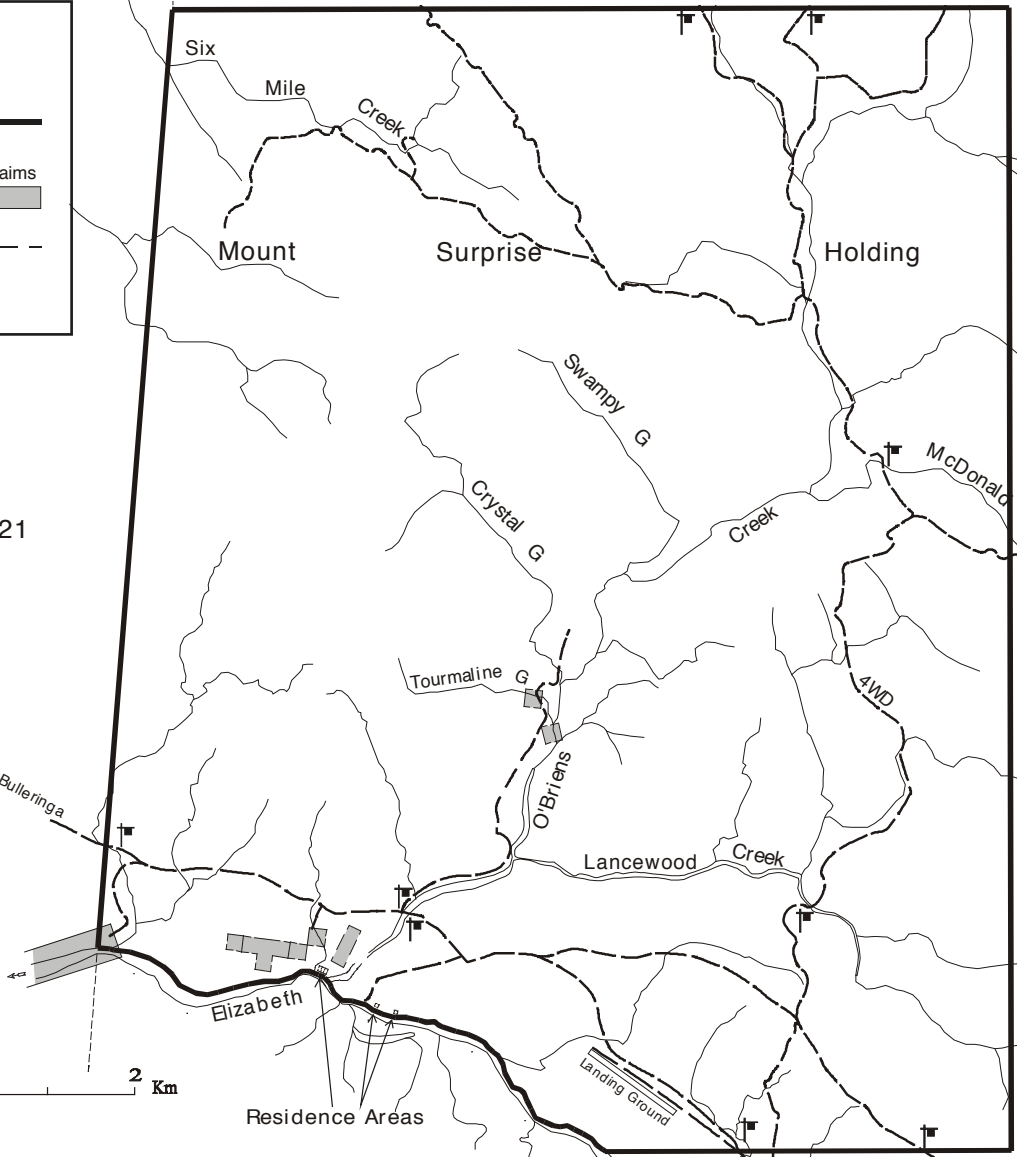 Six
Mile
Creek
aims
Mount Surprise Holding
Swampy G
McDonald
Crystal G
21
Creek
Tourmaline G
4WD
Bulleringa
O'Briens
Lancewood Creek
Elizabeth
Landing Ground
2 Km
Residence Areas